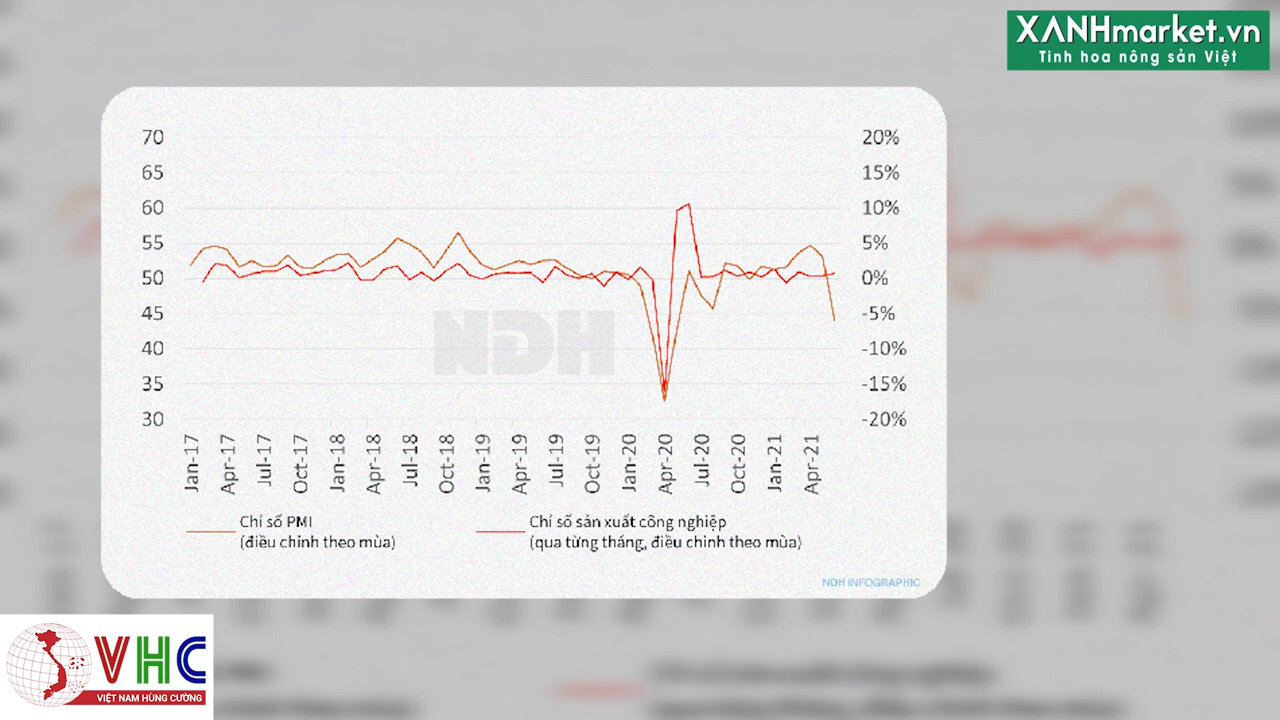 XANHmarket.vn
Tinh hoa nông sản Việt
70
65
60
55
50
45
40
35
30
20%
15%
10%
5%
0%
-5%
-10%
-15%
-20%
NDH
Jan-17
Apr-17
Jul-17
Oct-17
Jan-18
Apr-18
Jul-18
Oct-18
Jan-19
Apr-19
Jul-19
Oct-19
Jan-20
Apr-20
Jul-20
Oct-20
Jan-21
Apr-21
Chỉ số PMI
(điều chỉnh theo mùa)
Chỉ số sản xuất công nghiệp
(qua từng tháng, điều chỉnh theo mùa)
NDH INFOGRAPHIC
VHC
VIỆT NAM HÙNG CƯỜNG